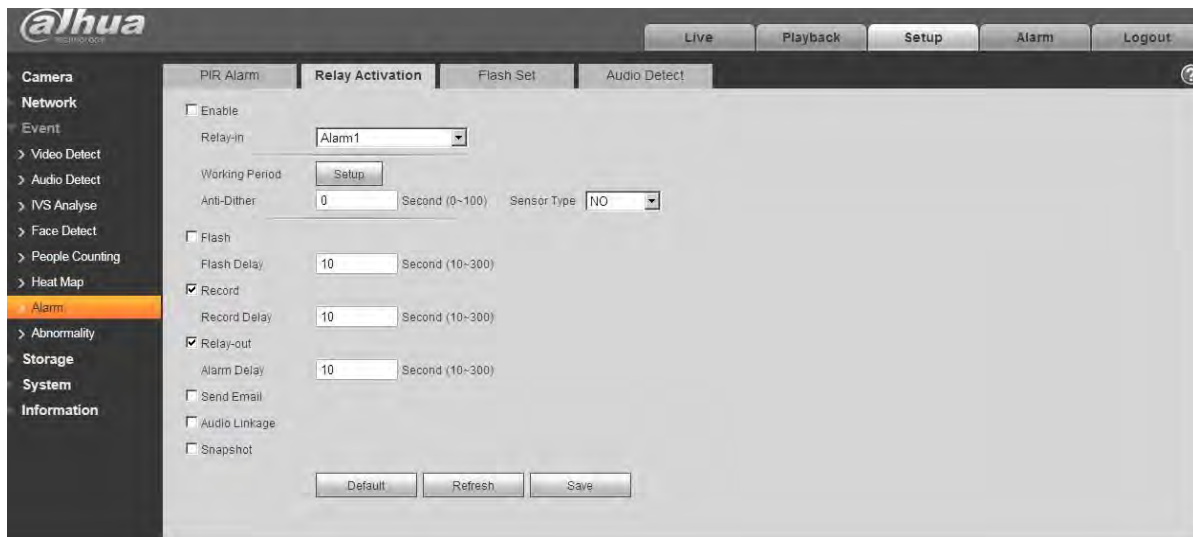 alhua
TECHNOLOGY
Live
Playback
Setup
Alarm
Logout
Camera
Network
Event
> Video Detect
> Audio Detect
> IVS Analyse
> Face Detect
> People Counting
> Heat Map
> Alarm
> Abnormality
Storage
System
Information
PIR Alarm
Relay Activation
Flash Set
Audio Detect
?
Enable
Relay-in Alarm1
Working Period Setup
Anti-Dither 0 Second (0~100) Sensor Type NO
Flash
Flash Delay 10 Second (10~300)
Record
Record Delay 10 Second (10~300)
Relay-out
Alarm Delay 10 Second (10~300)
Send Email
Audio Linkage
Snapshot
Default Refresh Save